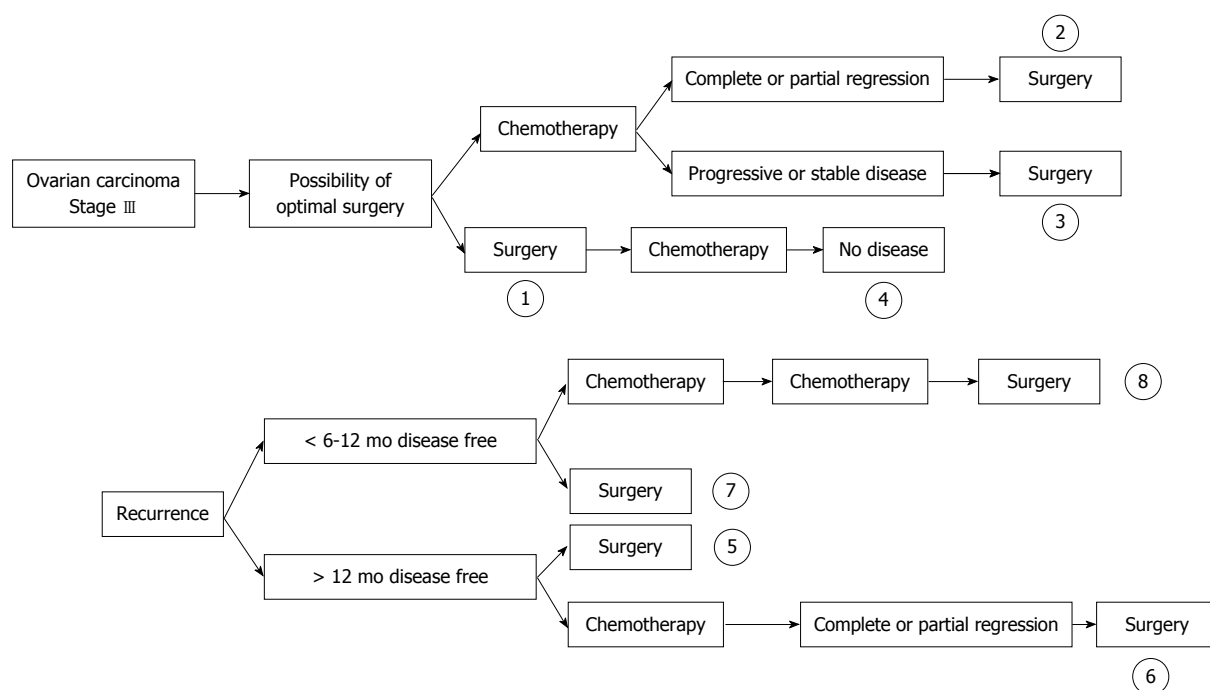 2
Complete or partial regression
Surgery
Chemotherapy
Ovarian carcinoma
Stage Ⅲ
Possibility of
optimal surgery
Progressive or stable disease
Surgery
3
Surgery
Chemotherapy
No disease
1
4
Chemotherapy
Chemotherapy
Surgery
8
< 6-12 mo disease free
Surgery
7
Recurrence
Surgery
5
> 12 mo disease free
Chemotherapy
Complete or partial regression
Surgery
6